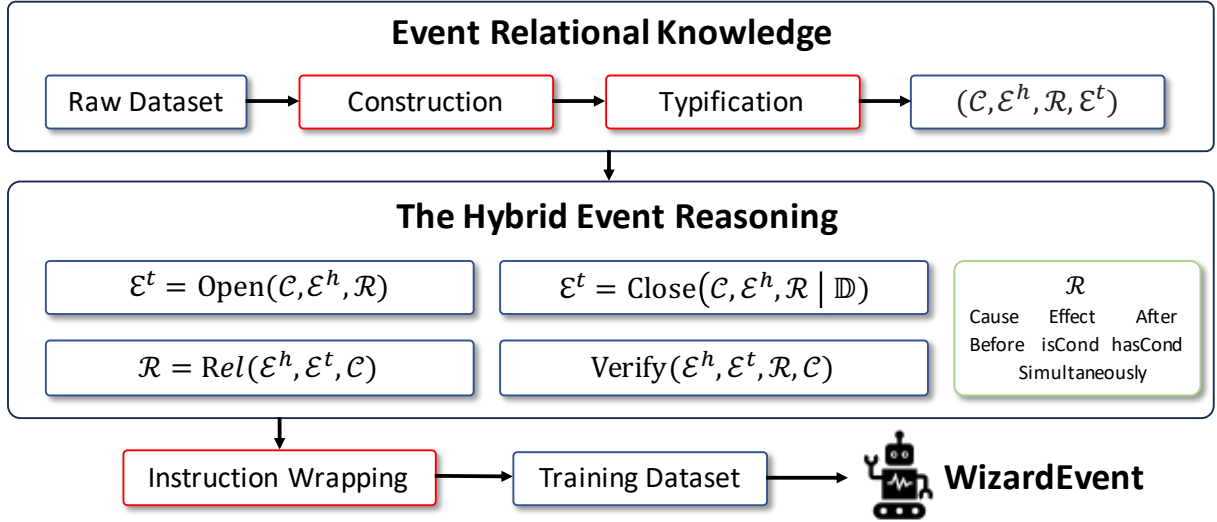 Event Relational Knowledge
Raw Dataset
Construction
Typification
(𝒞, ℰʰ, ℛ, ℰᵗ)
The Hybrid Event Reasoning
ℰᵗ = Open(𝒞, ℰʰ, ℛ)
ℰᵗ = Close(𝒞, ℰʰ, ℛ | 𝔻)
ℛ = Rel(ℰʰ, ℰᵗ, 𝒞)
Verify(ℰʰ, ℰᵗ, ℛ, 𝒞)
ℛ
Cause Effect After
Before isCond hasCond
Simultaneously
Instruction Wrapping
Training Dataset
WizardEvent